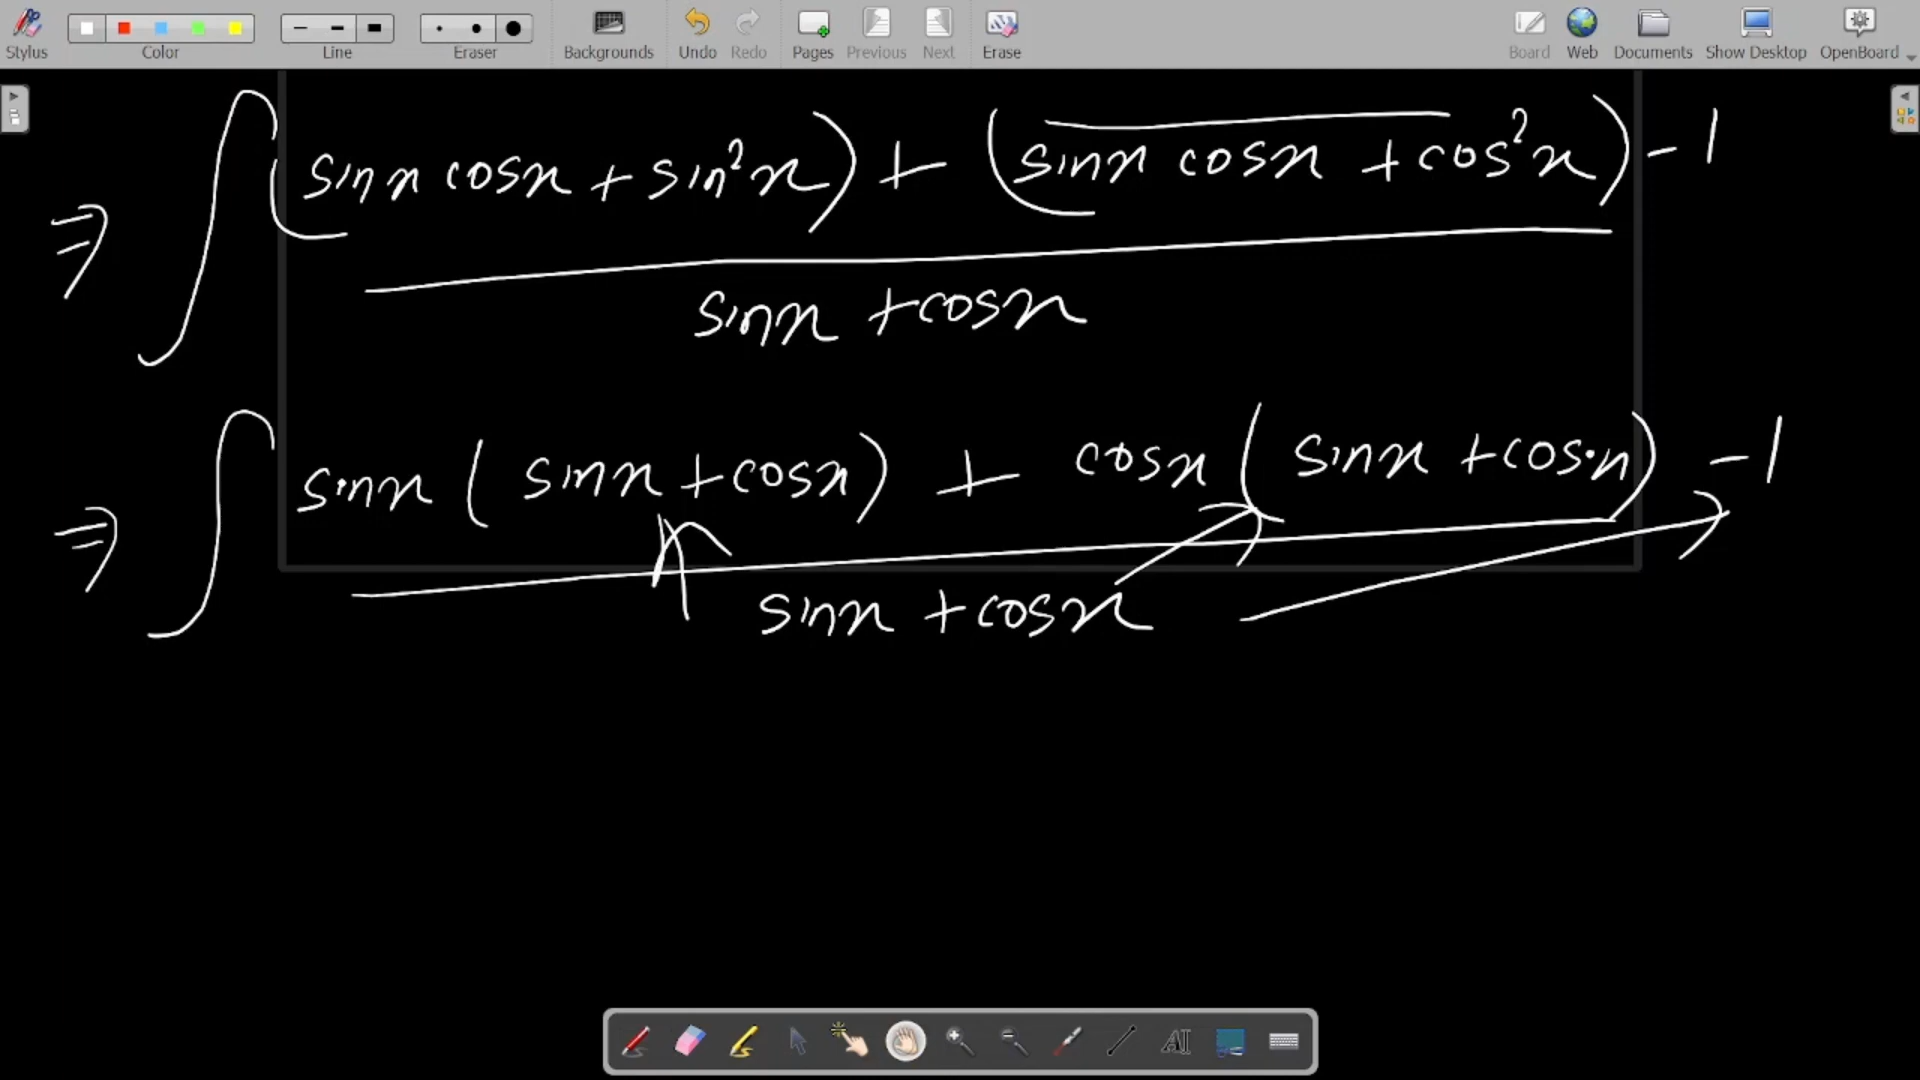 Stylus Color Line Eraser Backgrounds Undo Redo Pages Previous Next Erase Board Web Documents Show Desktop OpenBoard
⇒ ∫ (sinx cosx + sin²x) + (sinx cosx + cos²x) - 1
sinx + cosx
⇒ ∫ sinx ( sinx + cosx) + cosx ( sinx + cosx) - 1
sinx + cosx
AI